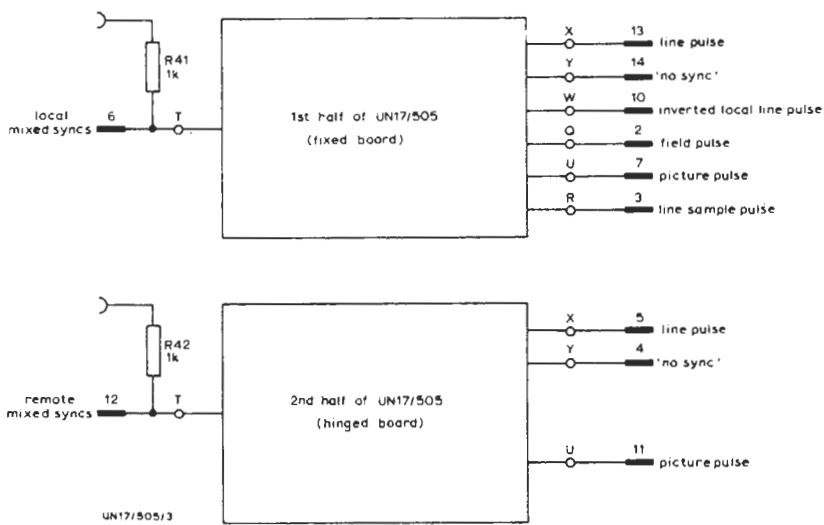 R41
1k
local
mixed syncs
6
T
1st half of UN17/505
(fixed board)
X
13
line pulse
Y
14
'no sync'
W
10
inverted local line pulse
Q
2
field pulse
U
7
picture pulse
R
3
line sample pulse
R42
1k
remote
mixed syncs
12
T
2nd half of UN17/505
(hinged board)
X
5
line pulse
Y
4
'no sync'
U
11
picture pulse
UN17/505/3